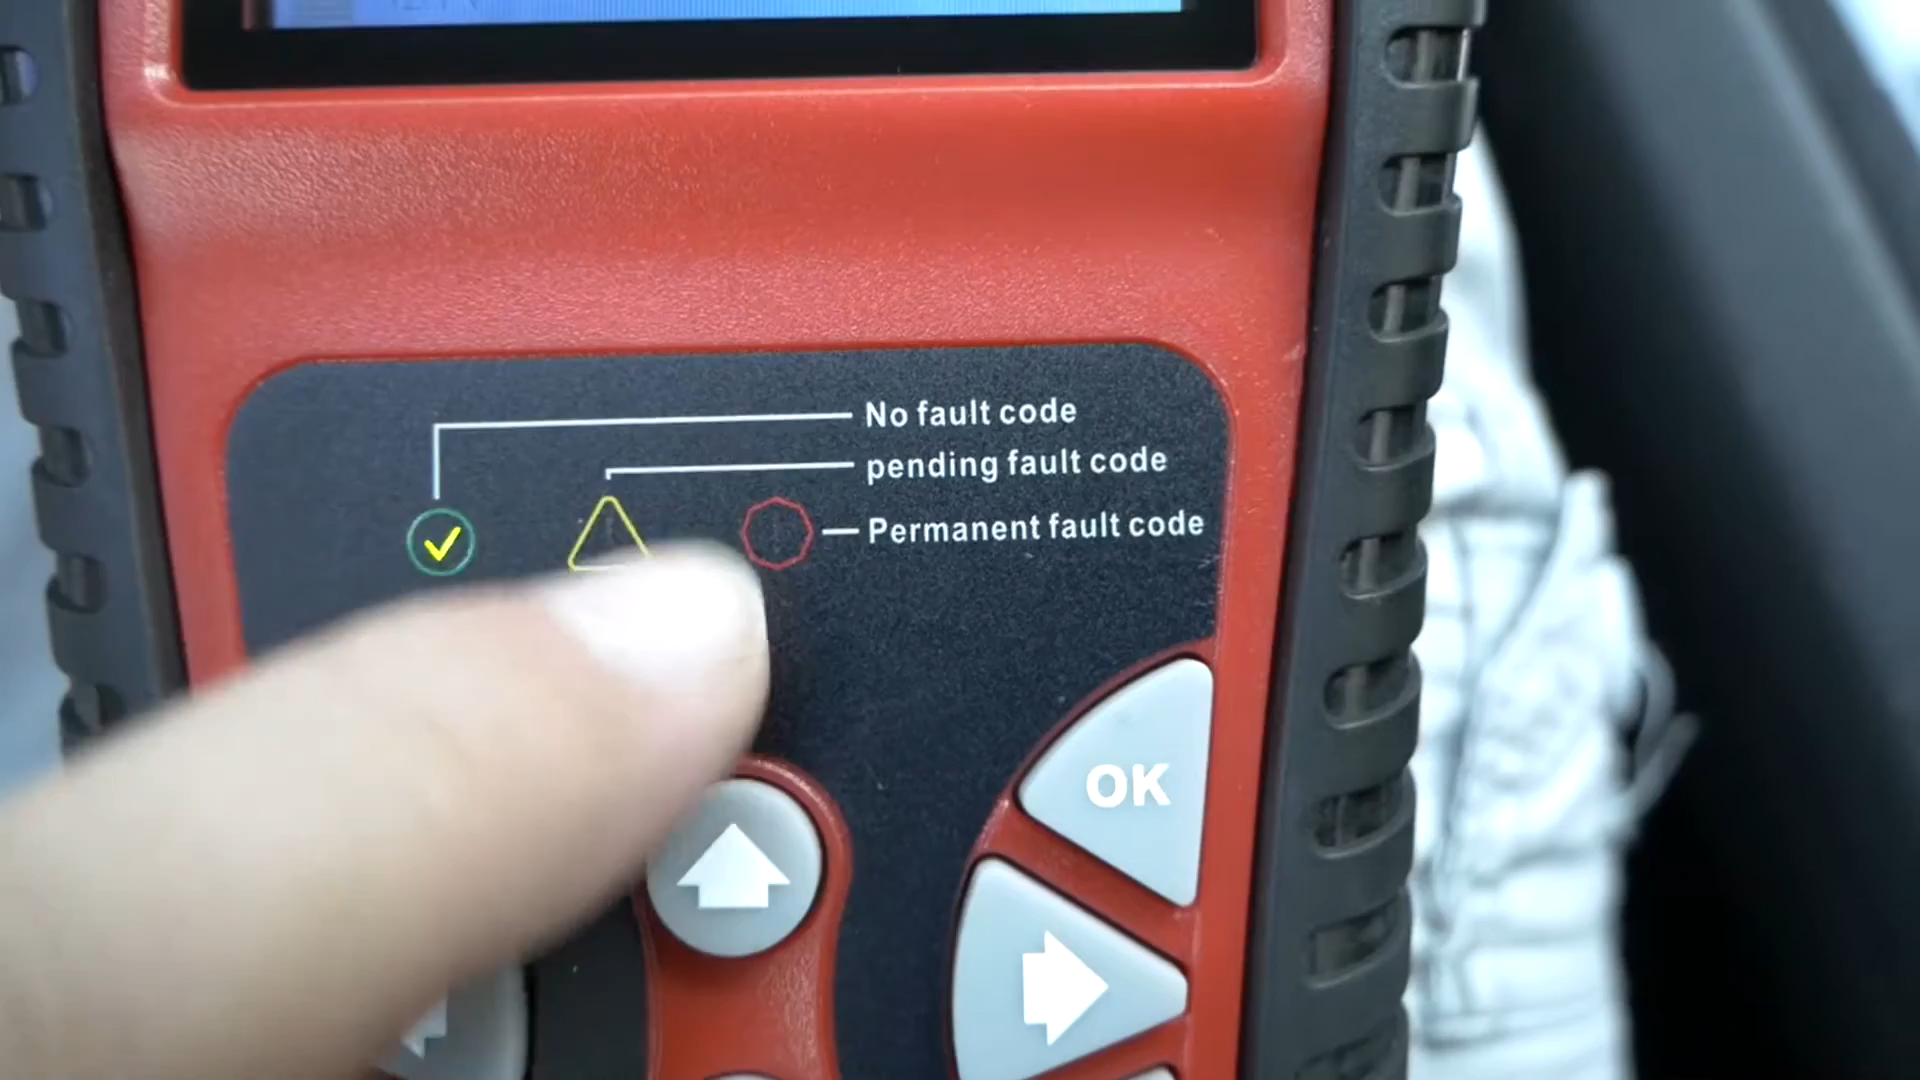 No fault code
pending fault code
Permanent fault code
OK